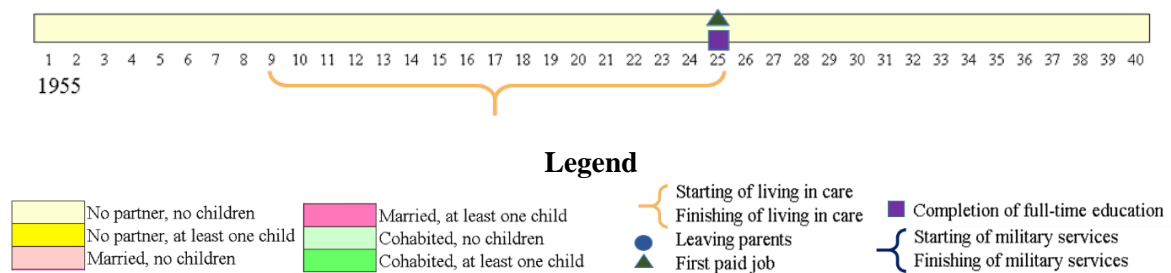 1 2 3 4 5 6 7 8 9 10 11 12 13 14 15 16 17 18 19 20 21 22 23 24 25 26 27 28 29 30 31 32 33 34 35 36 37 38 39 40
1955
Legend
No partner, no children
No partner, at least one child
Married, no children
Married, at least one child
Cohabited, no children
Cohabited, at least one child
Starting of living in care
Finishing of living in care
Leaving parents
First paid job
Completion of full-time education
Starting of military services
Finishing of military services